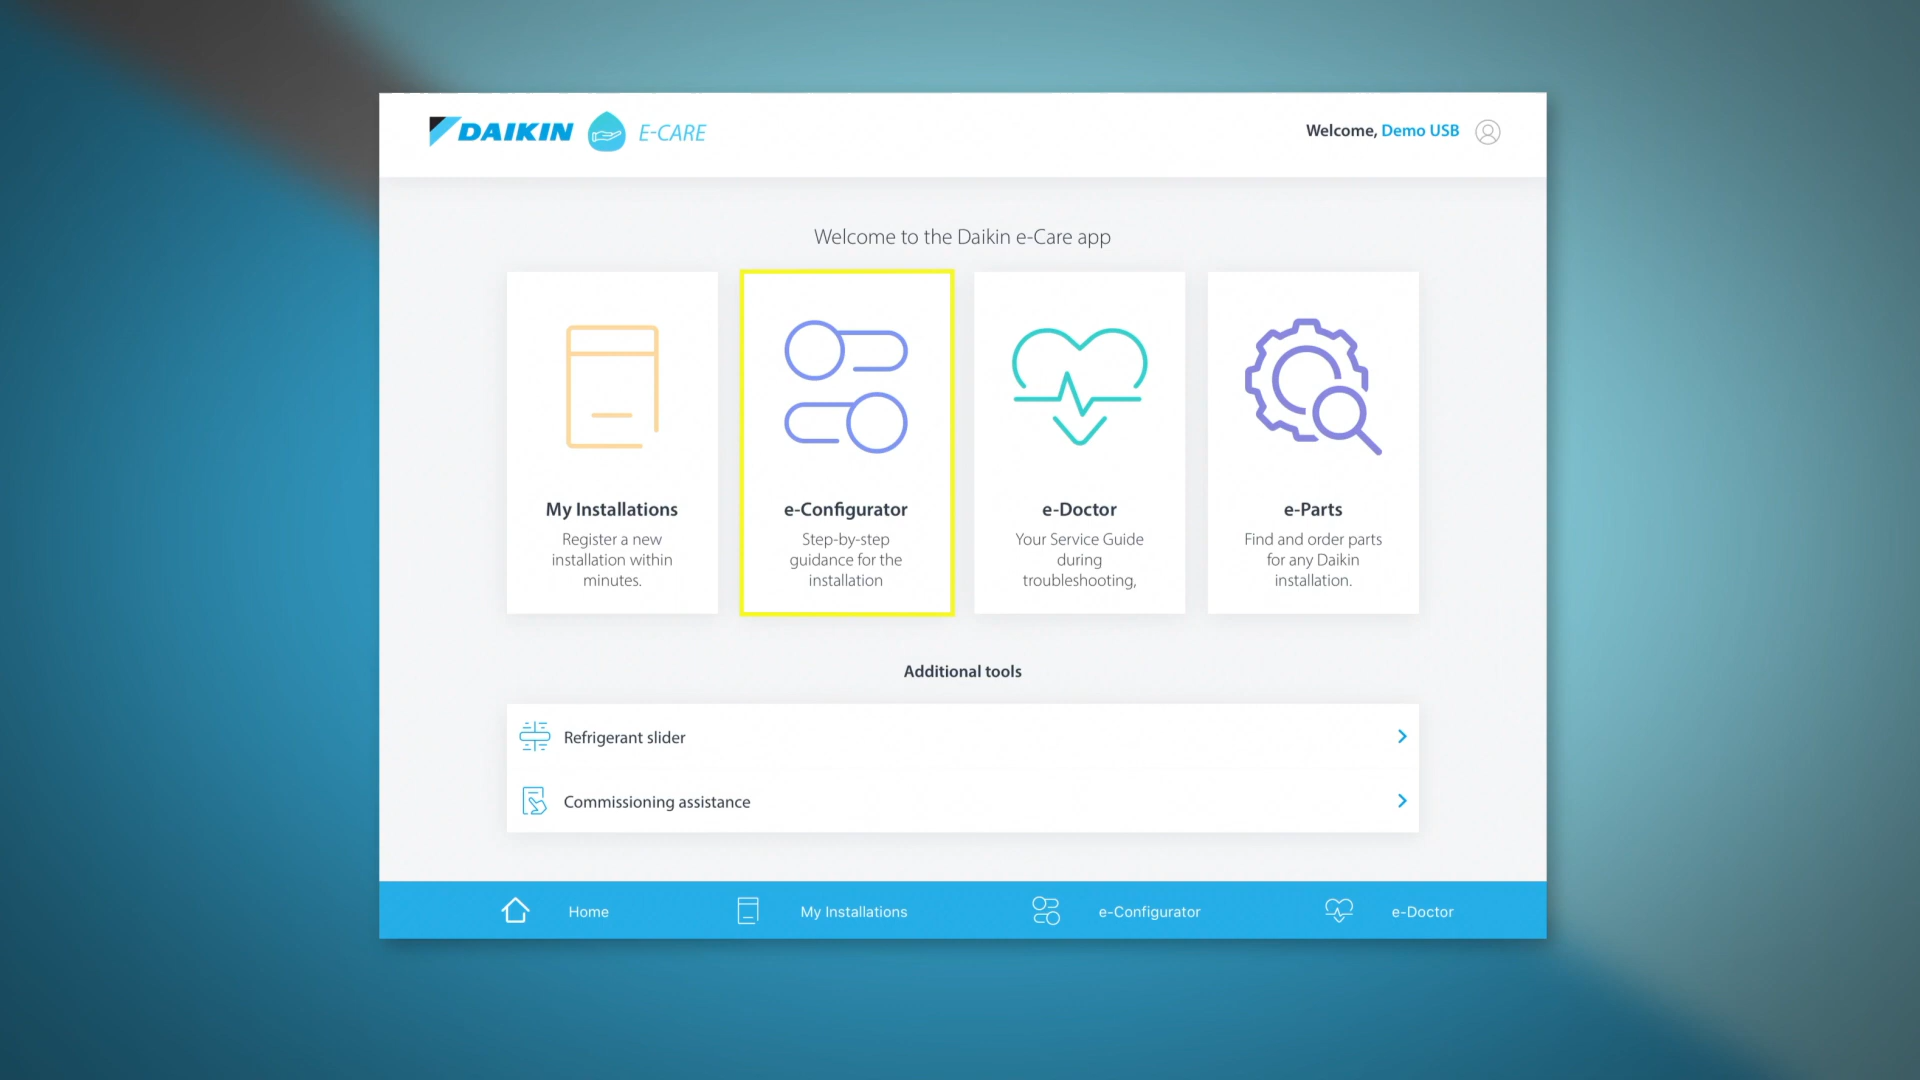 DAIKIN E-CARE
Welcome, Demo USB
Welcome to the Daikin e-Care app
My Installations
Register a new
installation within
minutes.
e-Configurator
Step-by-step
guidance for the
installation
e-Doctor
Your Service Guide
during
troubleshooting,
e-Parts
Find and order parts
for any Daikin
installation.
Additional tools
Refrigerant slider
Commissioning assistance
Home
My Installations
e-Configurator
e-Doctor